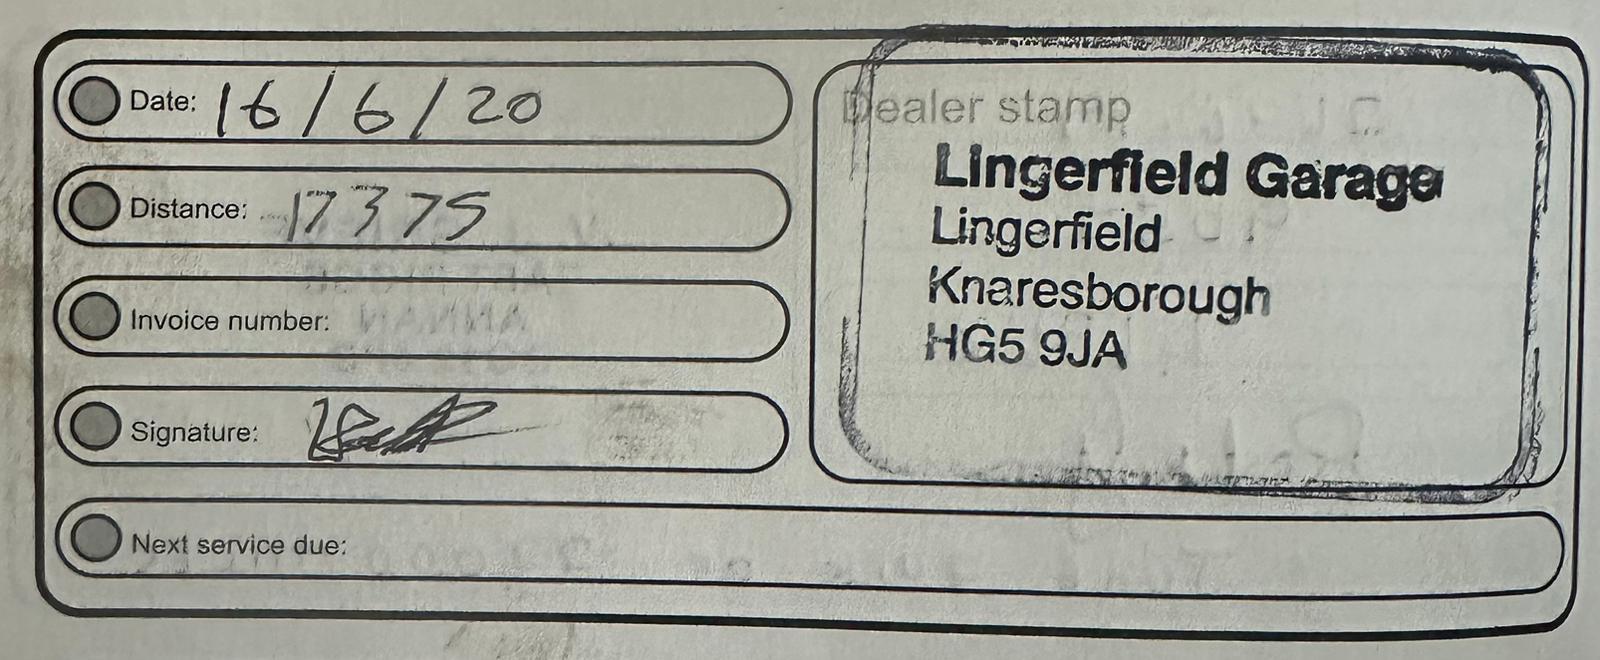 Date: 16/6/20
Distance: 17375
Invoice number:
Signature:
Next service due:
Dealer stamp
Lingerfield Garage
Lingerfield
Knaresborough
HG5 9JA